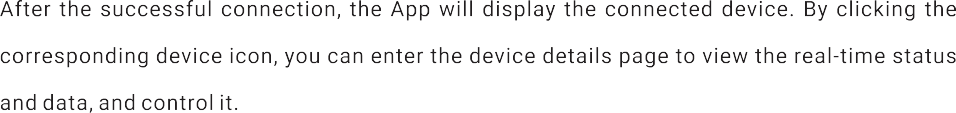 After the successful connection, the App will display the connected device. By clicking the
corresponding device icon, you can enter the device details page to view the real-time status
and data, and control it.